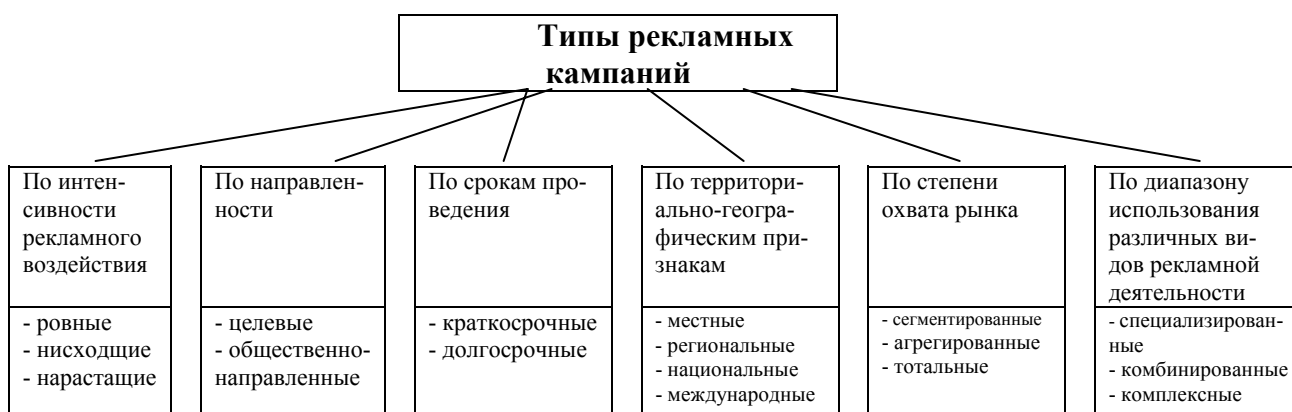 Типы рекламных
кампаний
По интен-
сивности
рекламного
воздействия
- ровные
- нисходщие
- нарастащие
По направлен-
ности
- целевые
- общественно-
направленные
По срокам про-
ведения
- краткосрочные
- долгосрочные
По территори-
ально-геогра-
фическим при-
знакам
- местные
- региональные
- национальные
- международные
По степени
охвата рынка
- сегментированные
- агрегированные
- тотальные
По диапазону
использования
различных ви-
дов рекламной
деятельности
- специализирован-
ные
- комбинированные
- комплексные